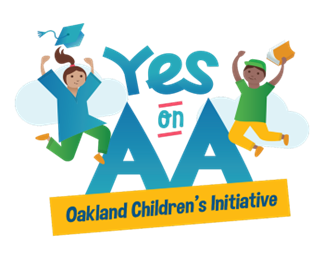 Yes
on
AA
Oakland Children's Initiative